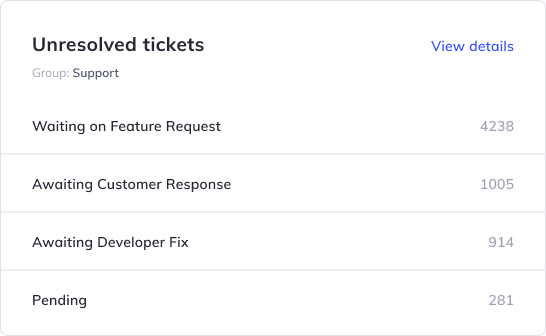 Unresolved tickets
View details
Group: Support
Waiting on Feature Request 4238
Awaiting Customer Response 1005
Awaiting Developer Fix 914
Pending 281